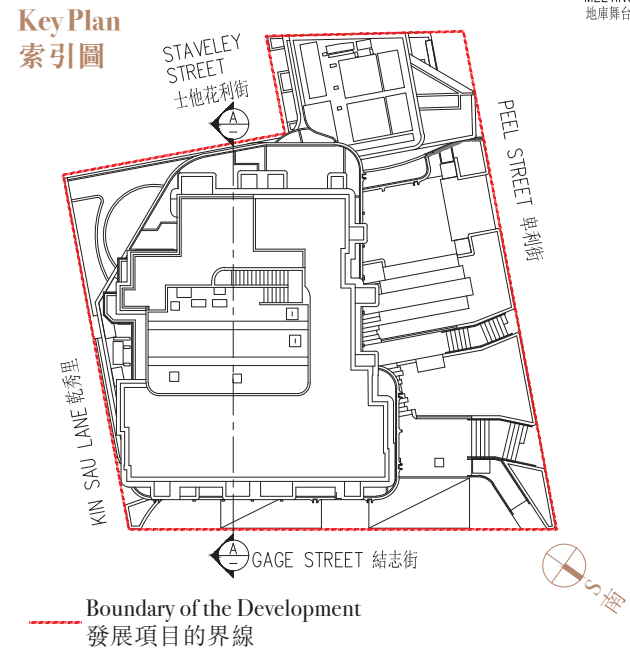 Key Plan
索引圖
地庫舞台
STAVELEY
STREET
士他花利街
A
PEEL STREET 卑利街
KIN SAU LANE 乾秀里
A
GAGE STREET 結志街
S南
Boundary of the Development
發展項目的界線